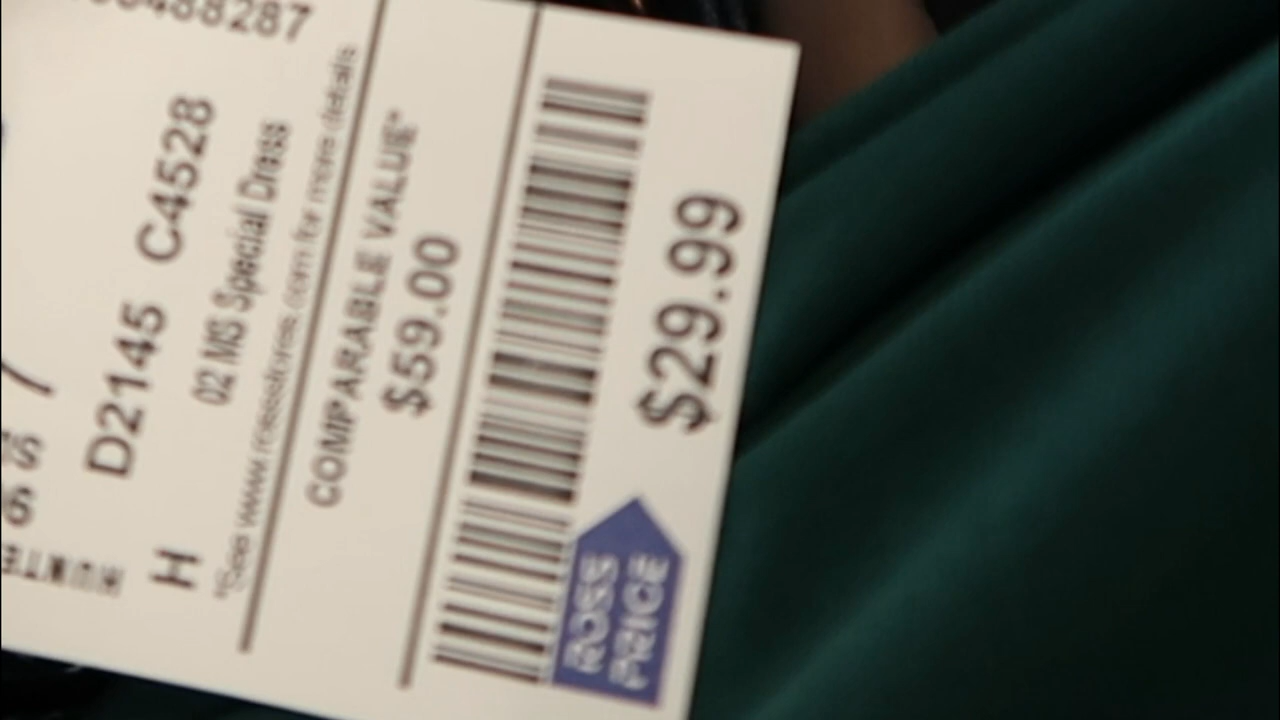 488287
D2145 C4528
H
02 MS Special Dress
*See www.rossstores.com for more details
COMPARABLE VALUE*
$59.00
ROSS
PRICE
$29.99